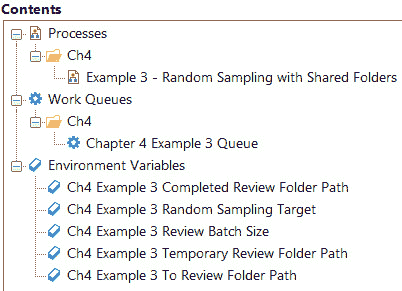 Contents
Processes
Ch4
Example 3 - Random Sampling with Shared Folders
Work Queues
Ch4
Chapter 4 Example 3 Queue
Environment Variables
Ch4 Example 3 Completed Review Folder Path
Ch4 Example 3 Random Sampling Target
Ch4 Example 3 Review Batch Size
Ch4 Example 3 Temporary Review Folder Path
Ch4 Example 3 To Review Folder Path